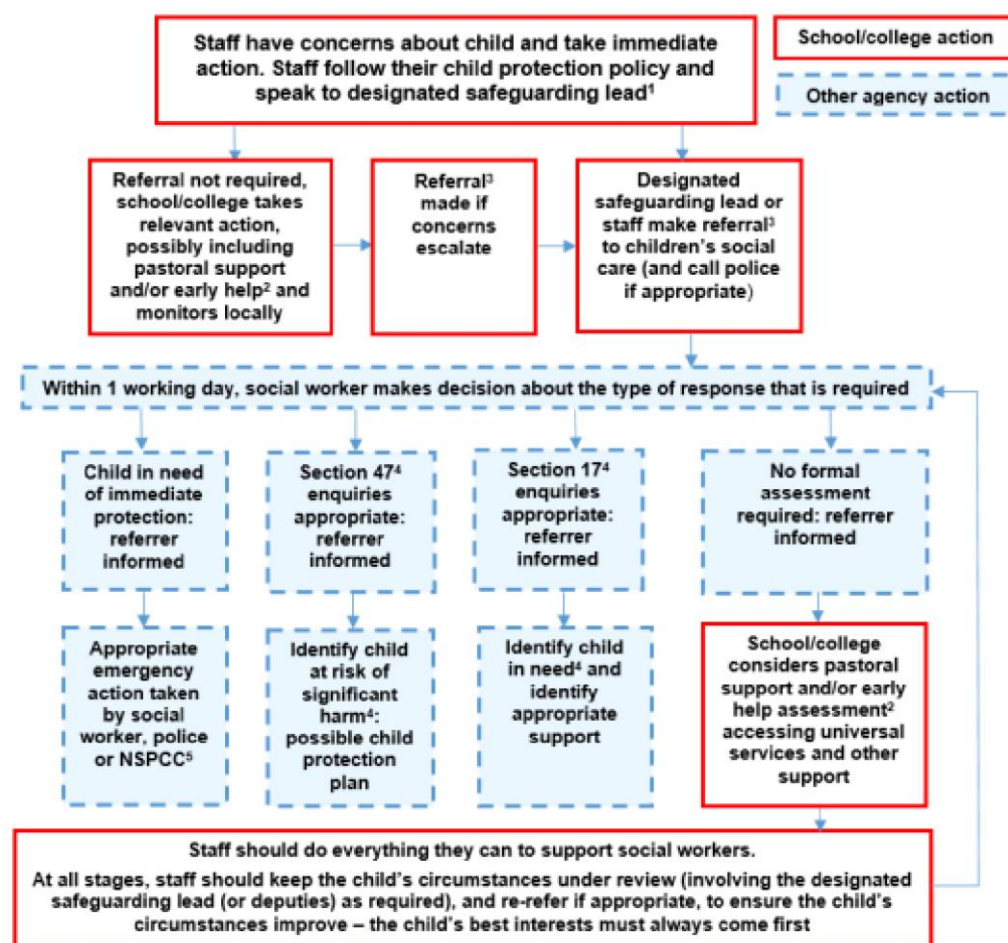 Staff have concerns about child and take immediate
action. Staff follow their child protection policy and
speak to designated safeguarding lead¹
School/college action
Other agency action
Referral not required,
school/college takes
relevant action,
possibly including
pastoral support
and/or early help² and
monitors locally
Referral³
made if
concerns
escalate
Designated
safeguarding lead or
staff make referral³
to children's social
care (and call police
if appropriate)
Within 1 working day, social worker makes decision about the type of response that is required
Child in need
of immediate
protection:
referrer
informed
Section 47⁴
enquiries
appropriate:
referrer
informed
Section 17⁴
enquiries
appropriate:
referrer
informed
No formal
assessment
required: referrer
informed
Appropriate
emergency
action taken
by social
worker, police
or NSPCC⁵
Identify child
at risk of
significant
harm⁴:
possible child
protection
plan
Identify child
in need⁴ and
identify
appropriate
support
School/college
considers pastoral
support and/or early
help assessment²
accessing universal
services and other
support
Staff should do everything they can to support social workers.
At all stages, staff should keep the child's circumstances under review (involving the designated
safeguarding lead (or deputies) as required), and re-refer if appropriate, to ensure the child's
circumstances improve – the child's best interests must always come first